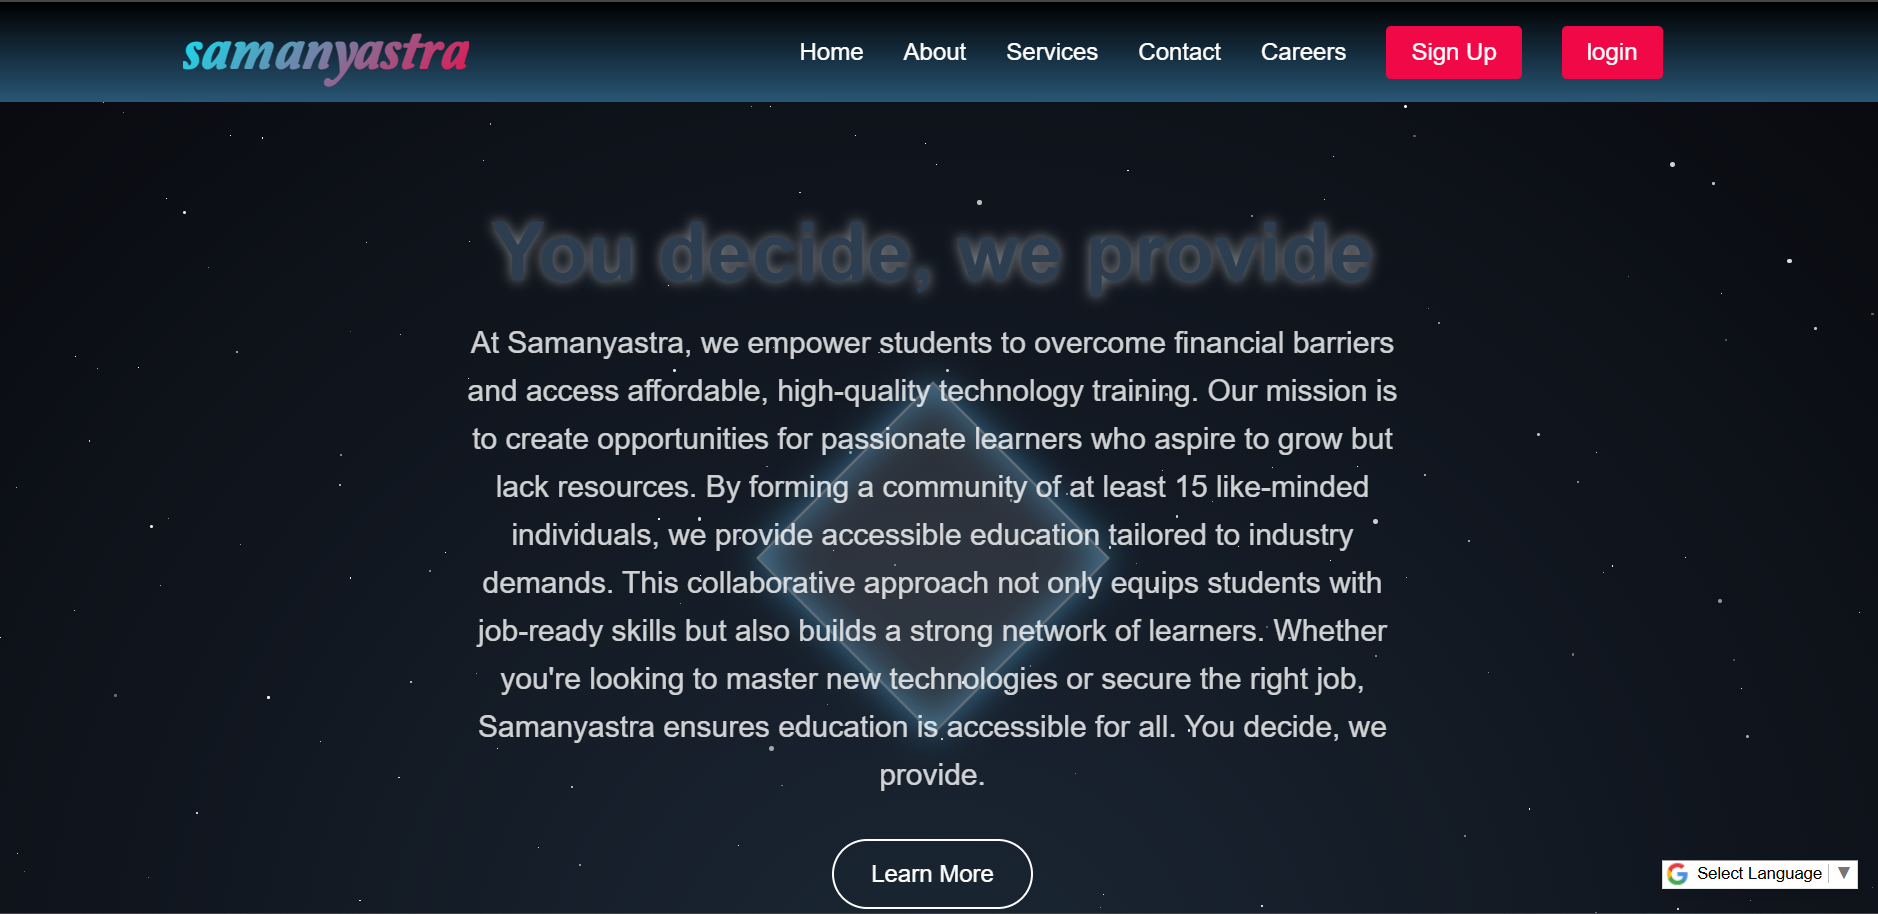 samanyastra
Home About Services Contact Careers Sign Up login
You decide, we provide
At Samanyastra, we empower students to overcome financial barriers
and access affordable, high-quality technology training. Our mission is
to create opportunities for passionate learners who aspire to grow but
lack resources. By forming a community of at least 15 like-minded
individuals, we provide accessible education tailored to industry
demands. This collaborative approach not only equips students with
job-ready skills but also builds a strong network of learners. Whether
you're looking to master new technologies or secure the right job,
Samanyastra ensures education is accessible for all. You decide, we
provide.
Learn More
Select Language